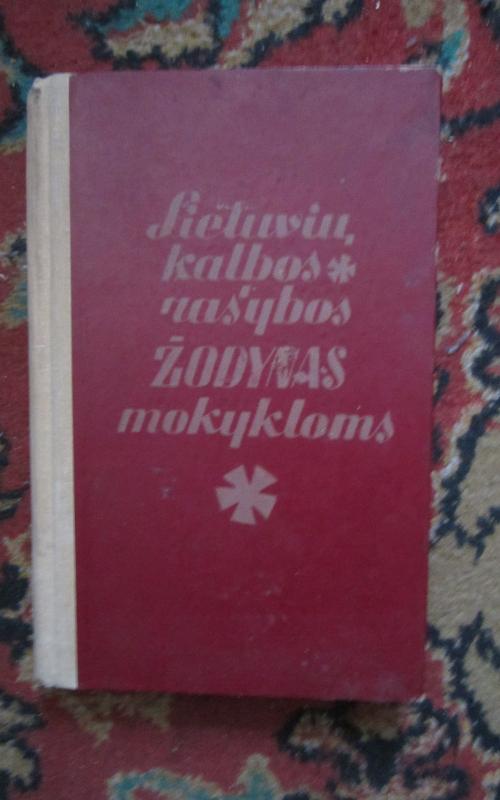 Lietuvių
kalbos *
rašybos
ŽODYNAS
mokykloms